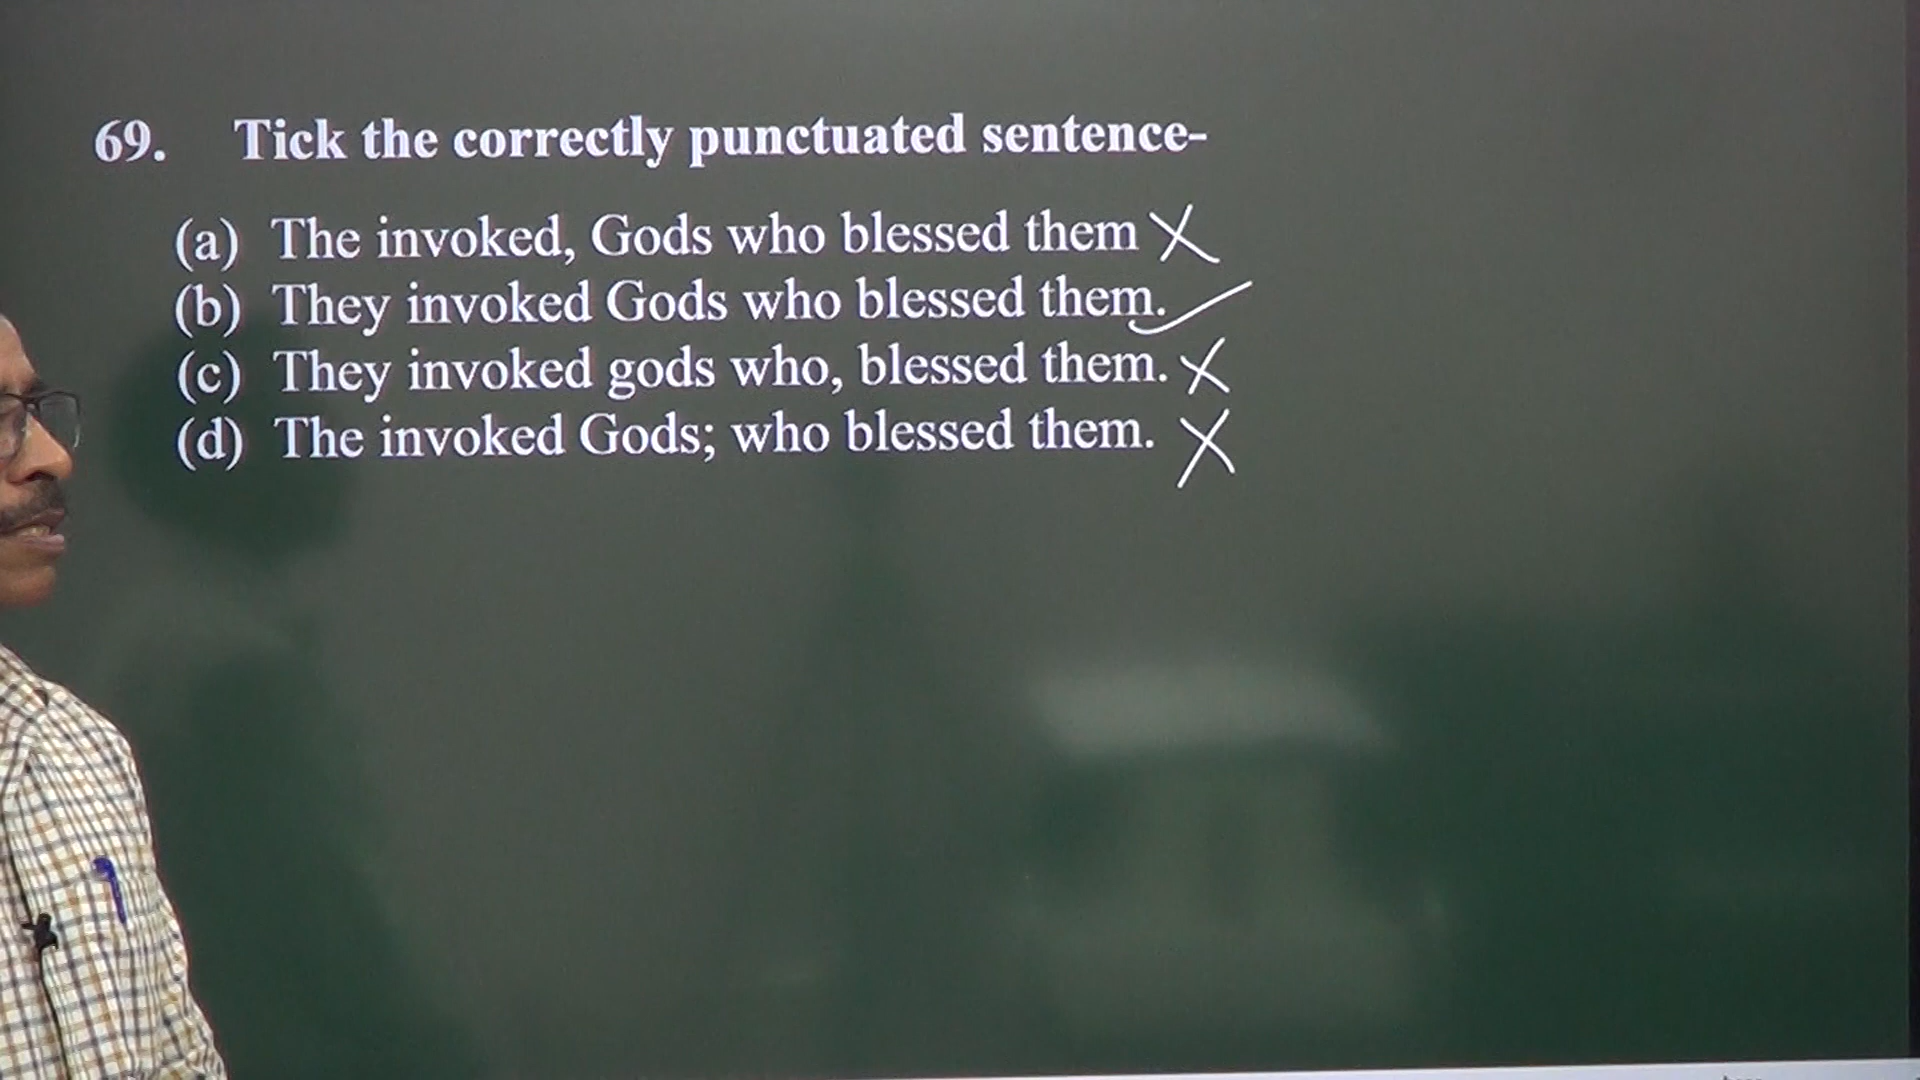 69. Tick the correctly punctuated sentence-
(a) The invoked, Gods who blessed them
(b) They invoked Gods who blessed them.
(c) They invoked gods who, blessed them.
(d) The invoked Gods; who blessed them.